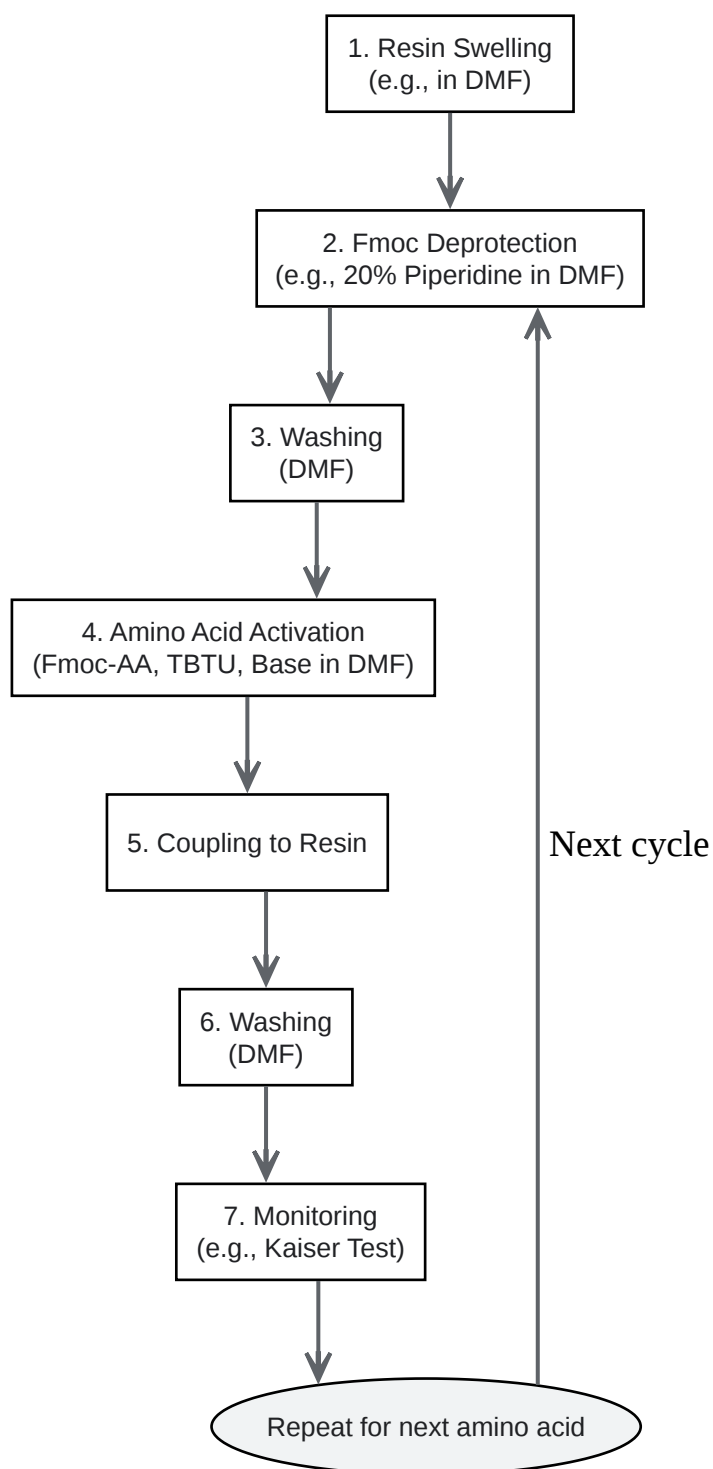 1. Resin Swelling
(e.g., in DMF)
2. Fmoc Deprotection
(e.g., 20% Piperidine in DMF)
3. Washing
(DMF)
4. Amino Acid Activation
(Fmoc-AA, TBTU, Base in DMF)
5. Coupling to Resin
Next cycle
6. Washing
(DMF)
7. Monitoring
(e.g., Kaiser Test)
Repeat for next amino acid